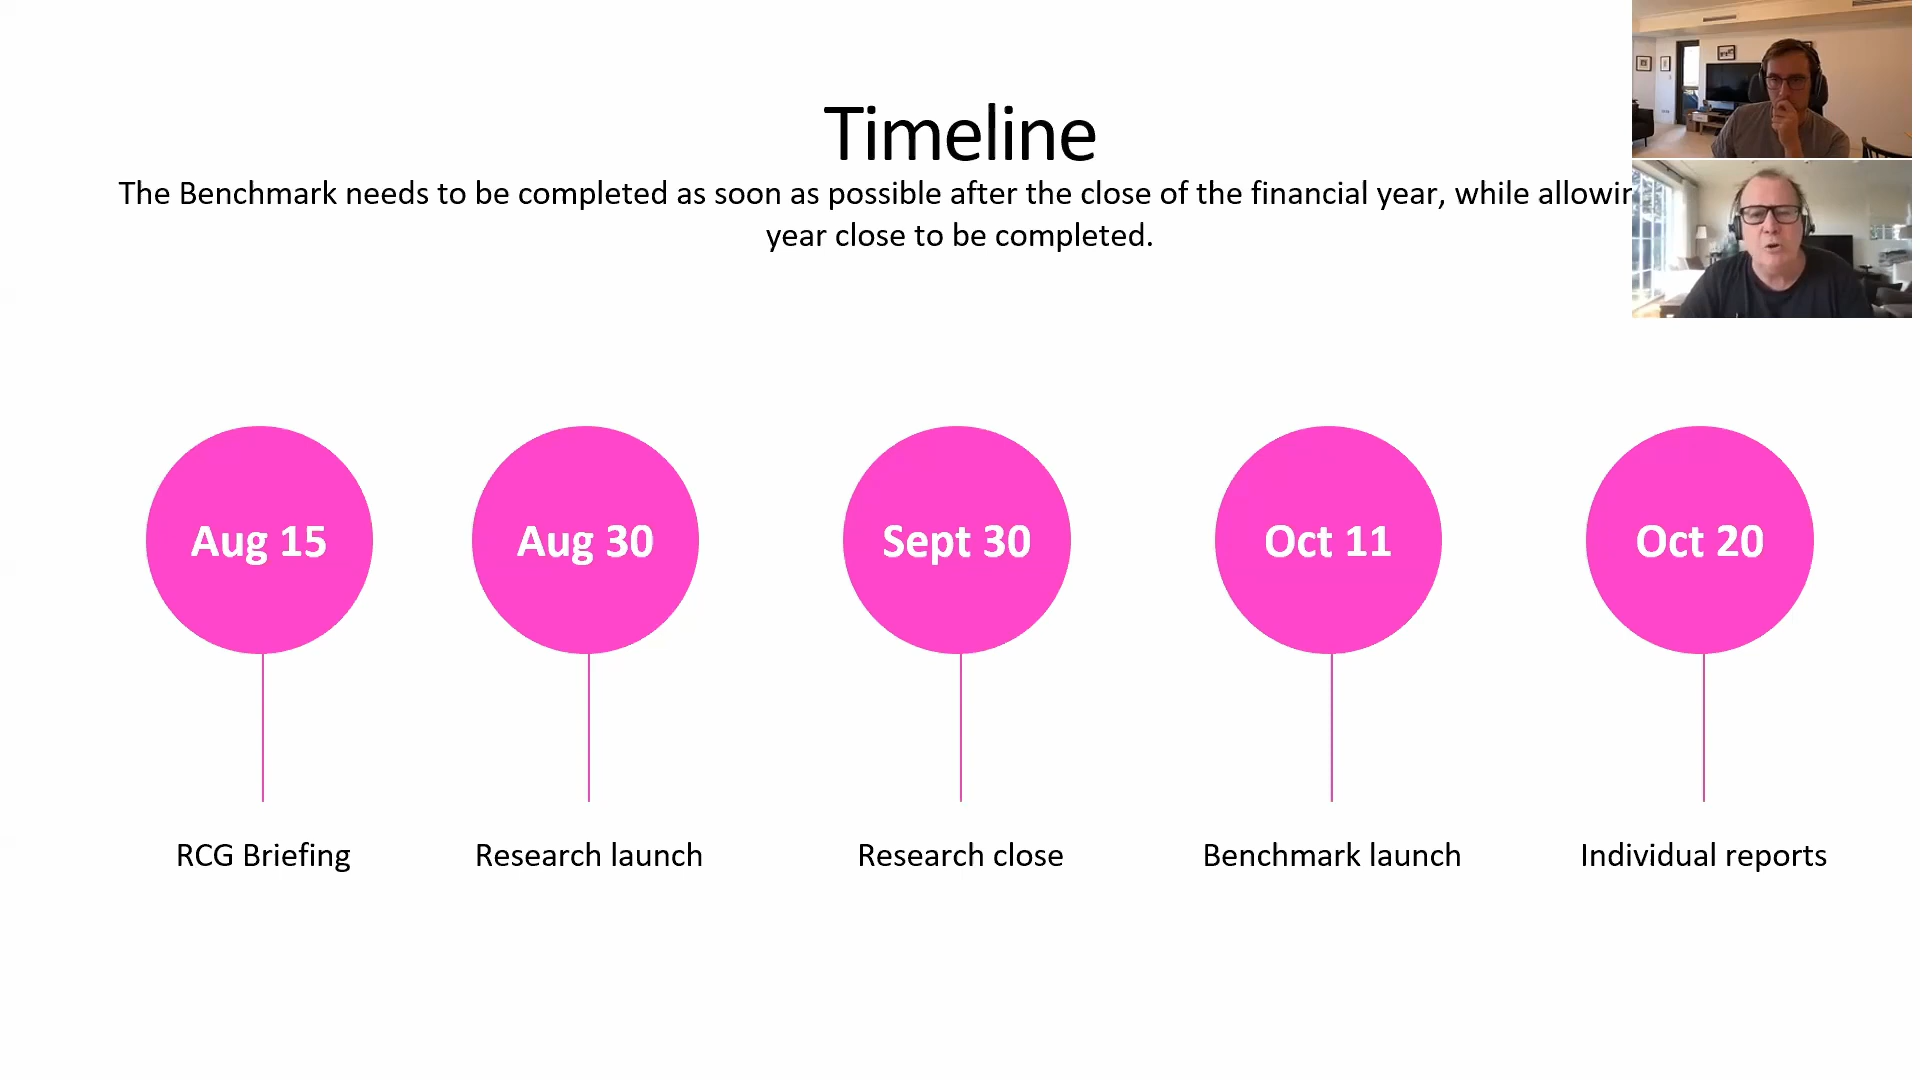 Timeline
The Benchmark needs to be completed as soon as possible after the close of the financial year, while
year close to be completed.
Aug 15
Aug 30
Sept 30
Oct 11
Oct 20
RCG Briefing
Research launch
Research close
Benchmark launch
Individual reports